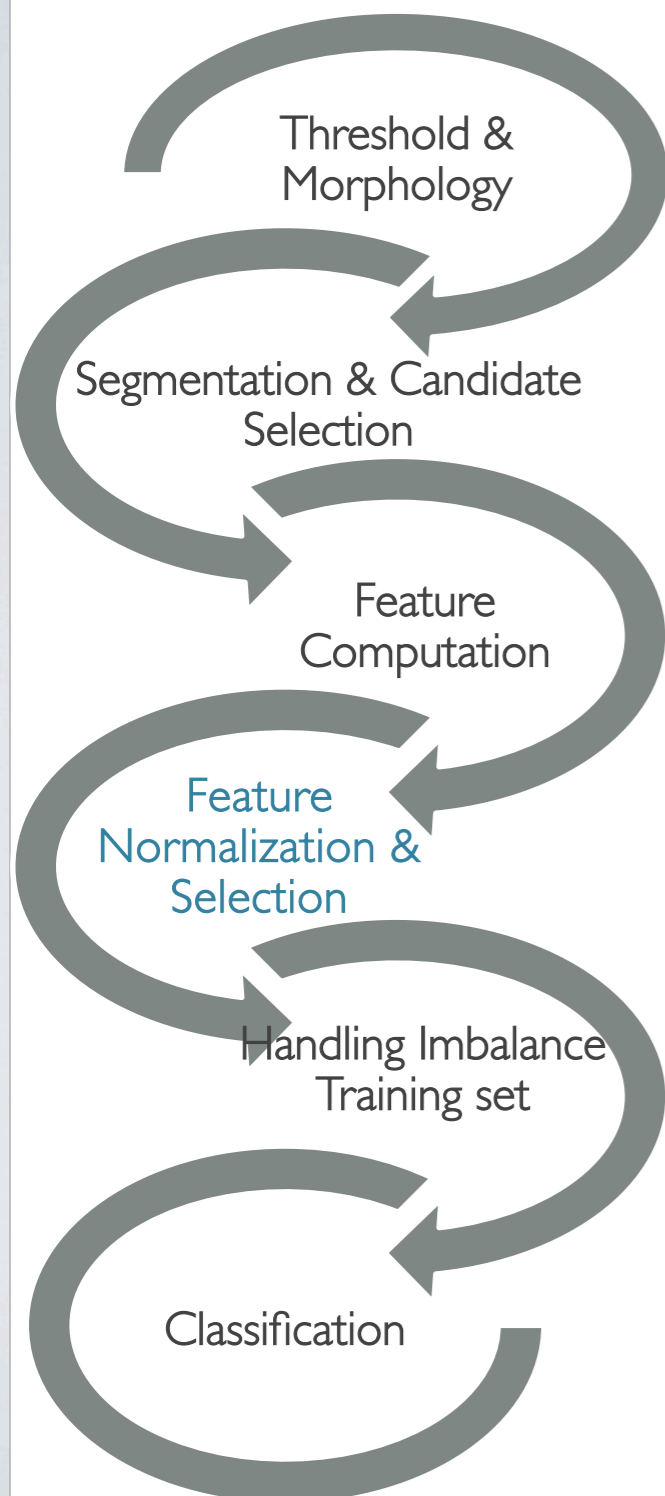 Threshold &
Morphology
Segmentation & Candidate
Selection
Feature
Computation
Feature
Normalization &
Selection
Handling Imbalance
Training set
Classification